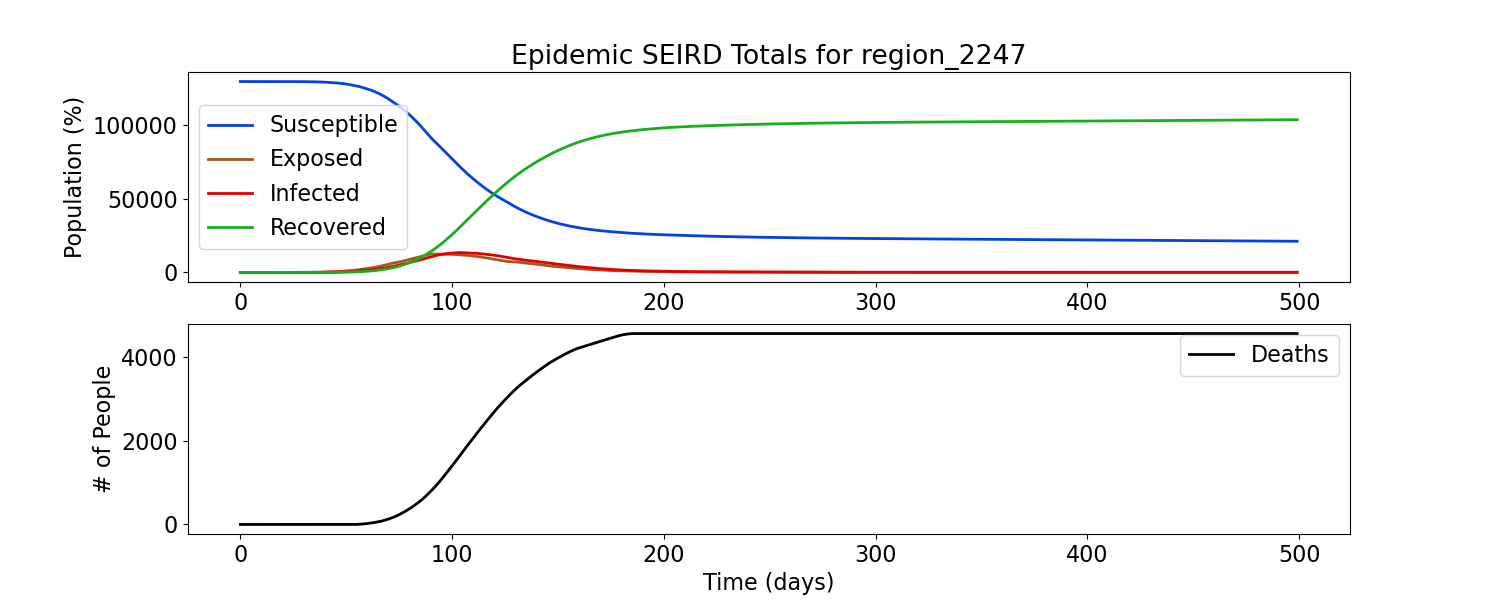 Epidemic SEIRD Totals for region_2247
Population (%)
100000
50000
0
Susceptible
Exposed
Infected
Recovered
0 100 200 300 400 500
# of People
4000
2000
0
Deaths
0 100 200 300 400 500
Time (days)